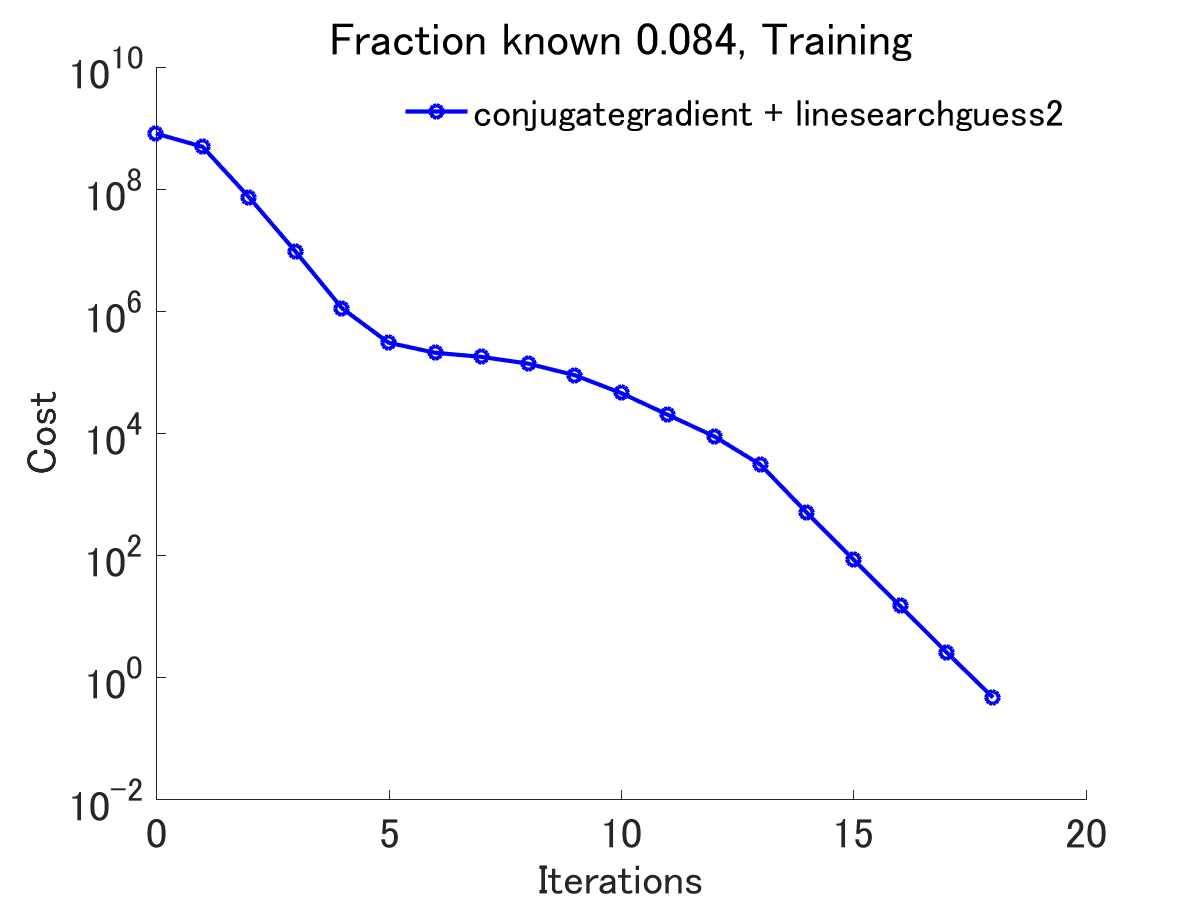 Fraction known 0.084, Training
conjugategradient + linesearchguess2
10^10
10^8
10^6
10^4
10^2
10^0
10^-2
Cost
0 5 10 15 20
Iterations